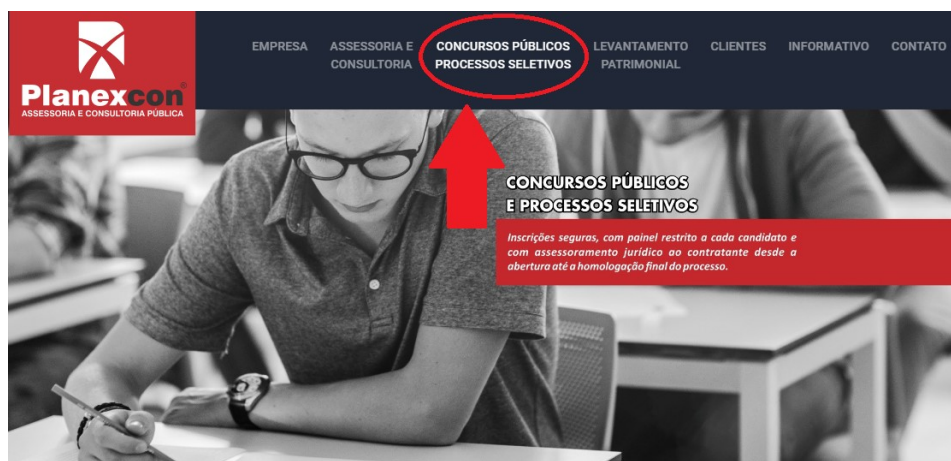 Planexcon®
ASSESSORIA E CONSULTORIA PÚBLICA
EMPRESA
ASSESSORIA E
CONSULTORIA
CONCURSOS PÚBLICOS
PROCESSOS SELETIVOS
LEVANTAMENTO
PATRIMONIAL
CLIENTES
INFORMATIVO
CONTATO
CONCURSOS PÚBLICOS
E PROCESSOS SELETIVOS
Inscrições seguras, com painel restrito a cada candidato e
com assessoramento jurídico ao contratante desde a
abertura até a homologação final do processo.